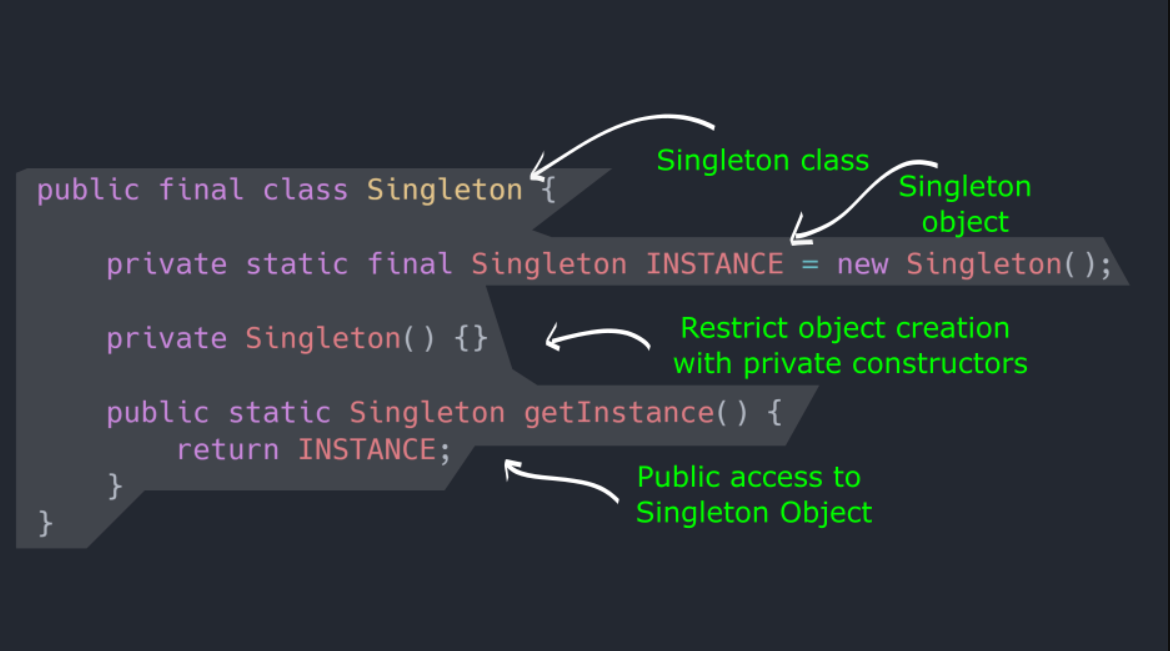 Singleton class
public final class Singleton {
Singleton
object
private static final Singleton INSTANCE = new Singleton();
private Singleton() {}
Restrict object creation
with private constructors
public static Singleton getInstance() {
return INSTANCE;
}
Public access to
Singleton Object
}